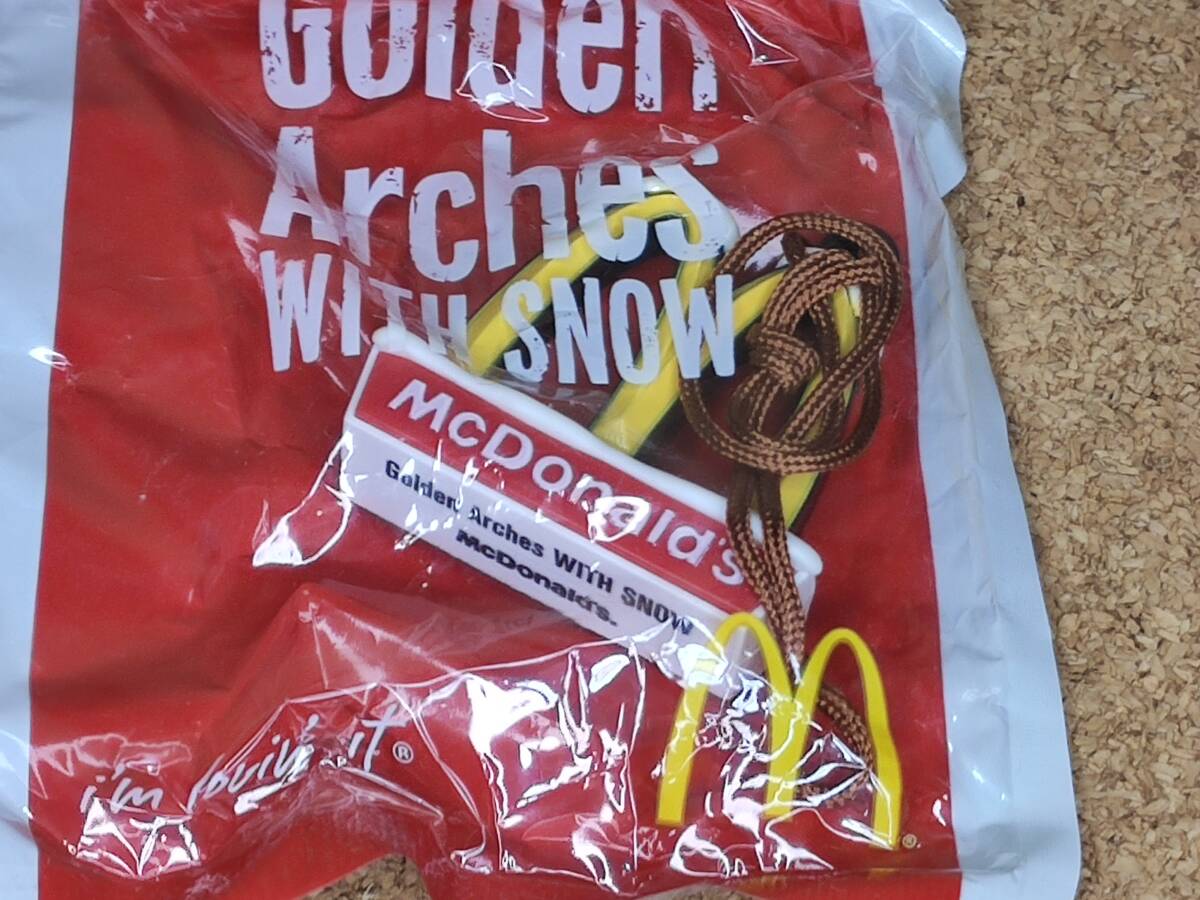 Golden
Arches
WITH SNOW
McDonald's
Golden Arches WITH SNOW
McDonald's.
i'm lovin' it®
M®